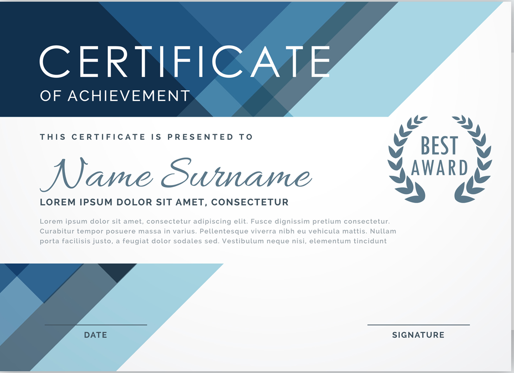 CERTIFICATE
OF ACHIEVEMENT
THIS CERTIFICATE IS PRESENTED TO
Name Surname
LOREM IPSUM DOLOR SIT AMET, CONSECTETUR
Lorem ipsum dolor sit amet, consectetur adipiscing elit. Fusce dignissim pretium consectetur.
Curabitur tempor posuere massa in varius. Pellentesque viverra nibh eu vehicula mattis. Nullam
porta facilisis justo, a feugiat dolor sodales sed. Vestibulum neque nisi, elementum tincidunt
BEST
AWARD
DATE
SIGNATURE